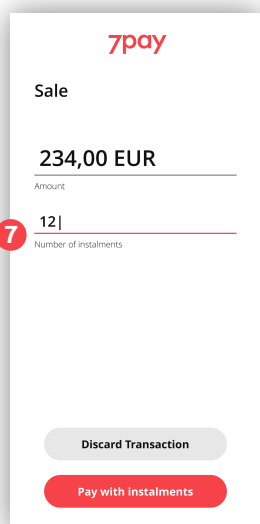 7pay
Sale
234,00 EUR
Amount
12|
7
Number of instalments
Discard Transaction
Pay with instalments